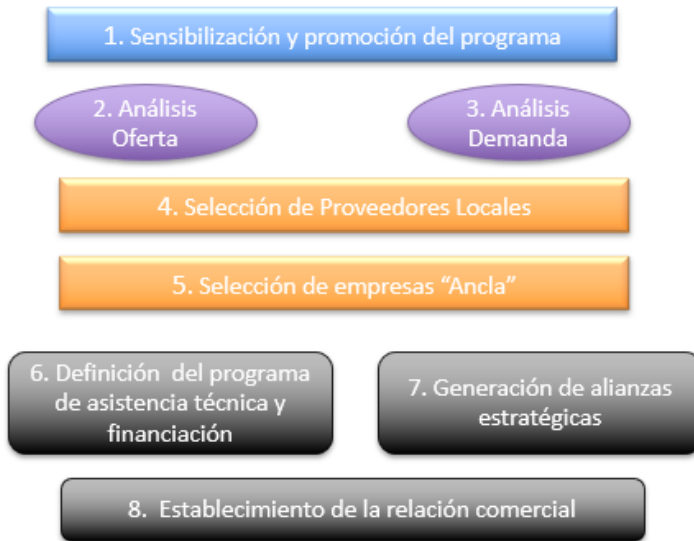 1. Sensibilización y promoción del programa
2. Análisis
Oferta
3. Análisis
Demanda
4. Selección de Proveedores Locales
5. Selección de empresas “Ancla”
6. Definición del programa
de asistencia técnica y
financiación
7. Generación de alianzas
estratégicas
8. Establecimiento de la relación comercial